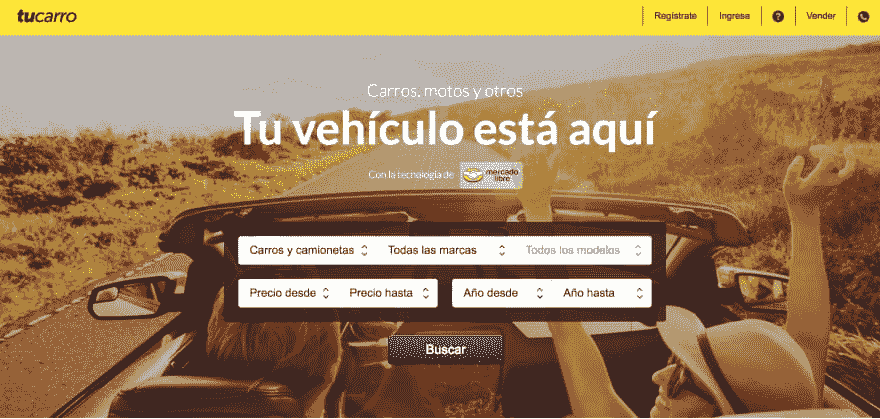 tucarro
Regístrate
Ingrese
?
Vender
Carros, motos y otros
Tu vehículo está aquí
Con la tecnología de mercado
libre
Carros y camionetas Todas las marcas Todos los modelos
Precio desde Precio hasta Año desde Año hasta
Buscar